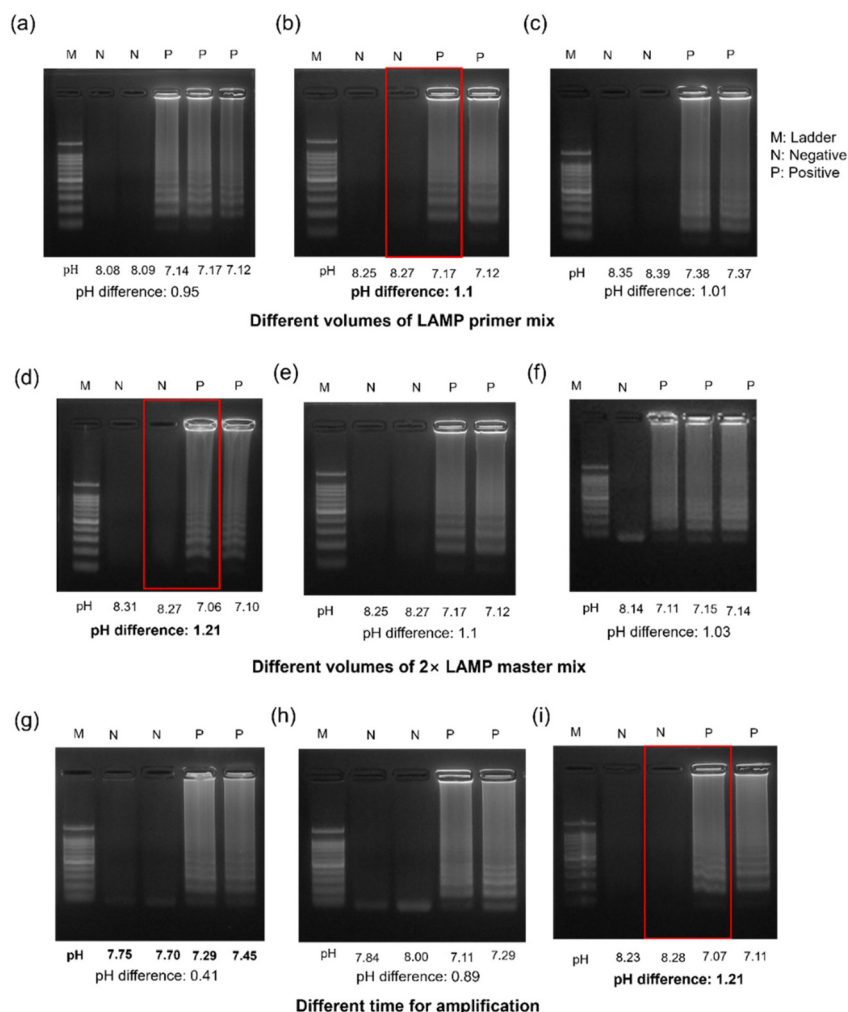 (a) (b) (c)
M N N P P P M N N P P M N N P P
M: Ladder
N: Negative
P: Positive
pH 8.08 8.09 7.14 7.17 7.12 pH 8.25 8.27 7.17 7.12 pH 8.35 8.39 7.38 7.37
pH difference: 0.95 pH difference: 1.1 pH difference: 1.01
Different volumes of LAMP primer mix
(d) (e) (f)
M N N P P M N N P P M N P P P
pH 8.31 8.27 7.06 7.10 pH 8.25 8.27 7.17 7.12 pH 8.14 7.11 7.15 7.14
pH difference: 1.21 pH difference: 1.1 pH difference: 1.03
Different volumes of 2× LAMP master mix
(g) (h) (i)
M N N P P M N N P P M N N P P
pH 7.75 7.70 7.29 7.45 pH 7.84 8.00 7.11 7.29 pH 8.23 8.28 7.07 7.11
pH difference: 0.41 pH difference: 0.89 pH difference: 1.21
Different time for amplification